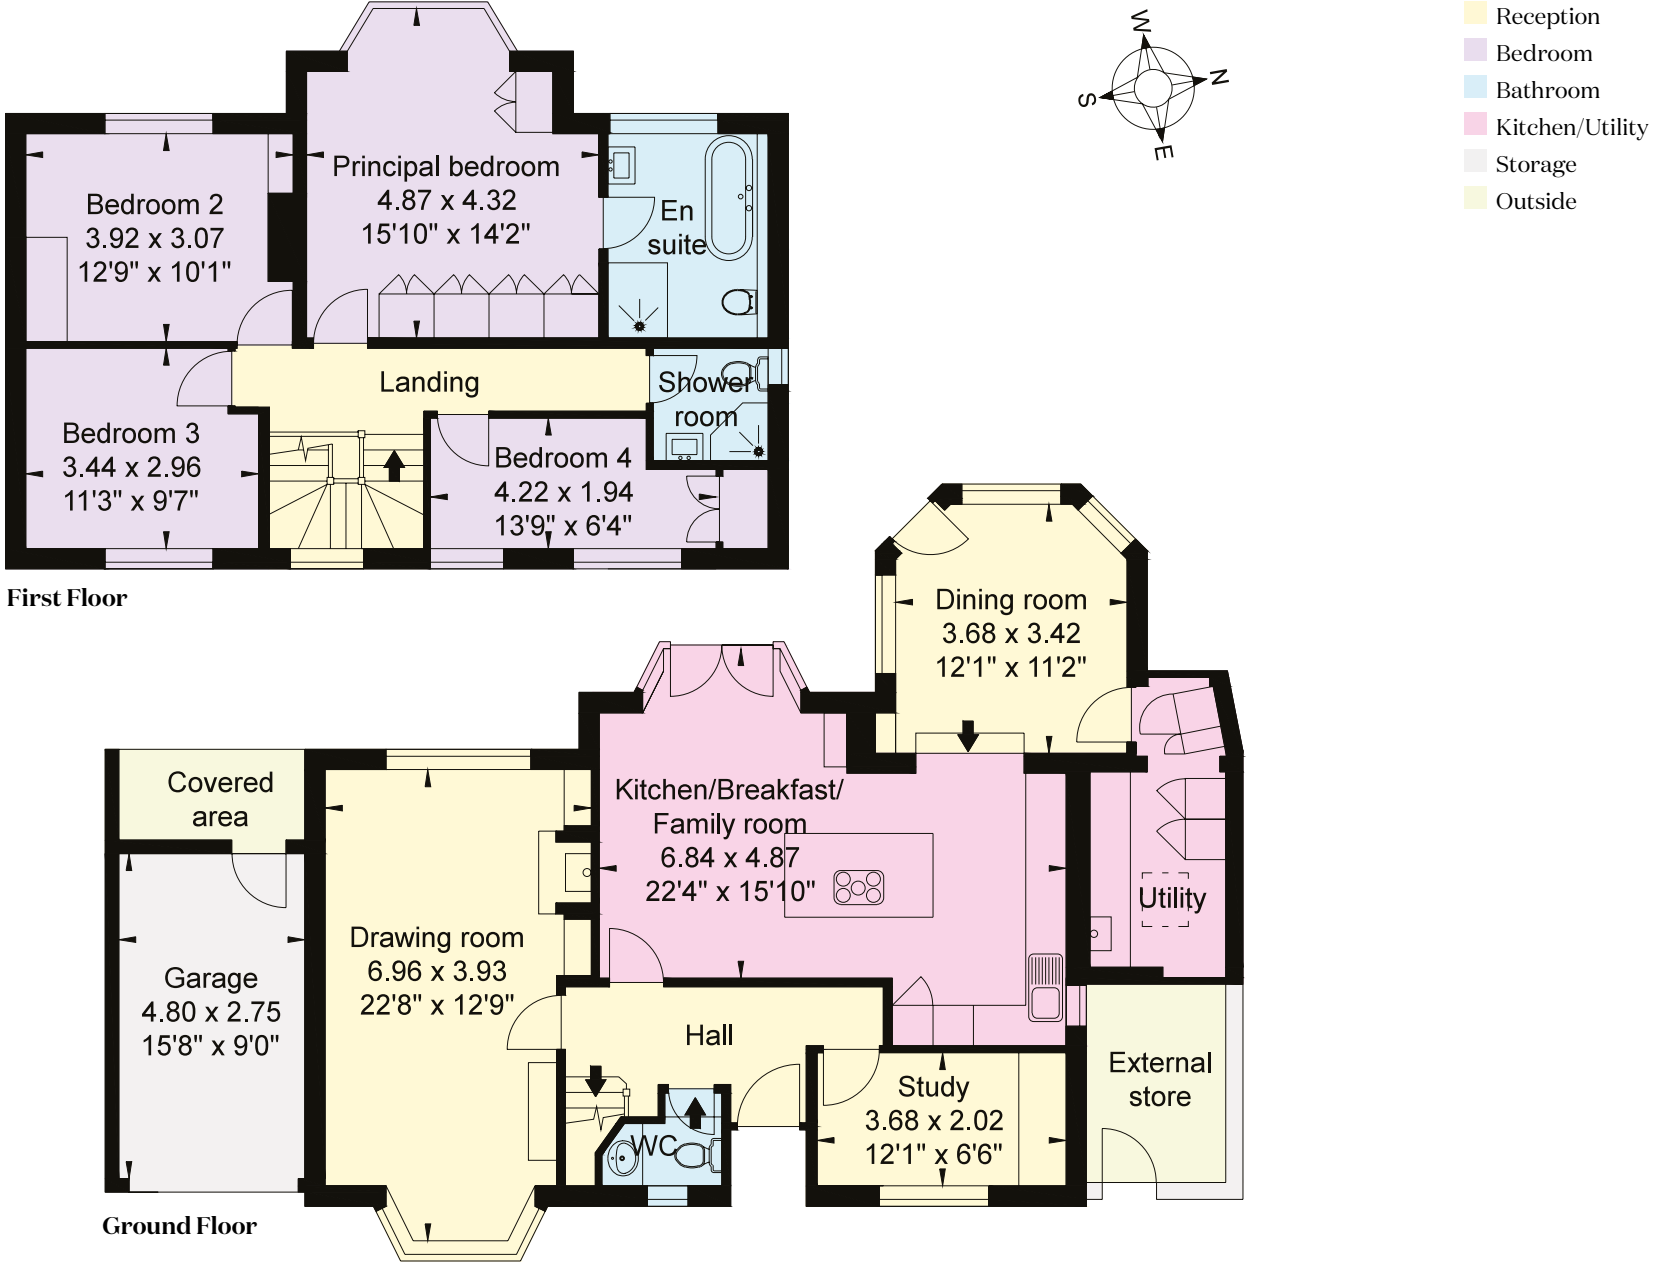 W
N
S
E
Reception
Bedroom
Bathroom
Kitchen/Utility
Storage
Outside
Principal bedroom
4.87 x 4.32
15'10" x 14'2"
Bedroom 2
3.92 x 3.07
12'9" x 10'1"
En
suite
Landing
Shower
room
Bedroom 3
3.44 x 2.96
11'3" x 9'7"
Bedroom 4
4.22 x 1.94
13'9" x 6'4"
First Floor
Dining room
3.68 x 3.42
12'1" x 11'2"
Covered
area
Kitchen/Breakfast/
Family room
6.84 x 4.87
22'4" x 15'10"
Utility
Drawing room
6.96 x 3.93
22'8" x 12'9"
Garage
4.80 x 2.75
15'8" x 9'0"
Hall
Study
3.68 x 2.02
12'1" x 6'6"
External
store
WC
Ground Floor